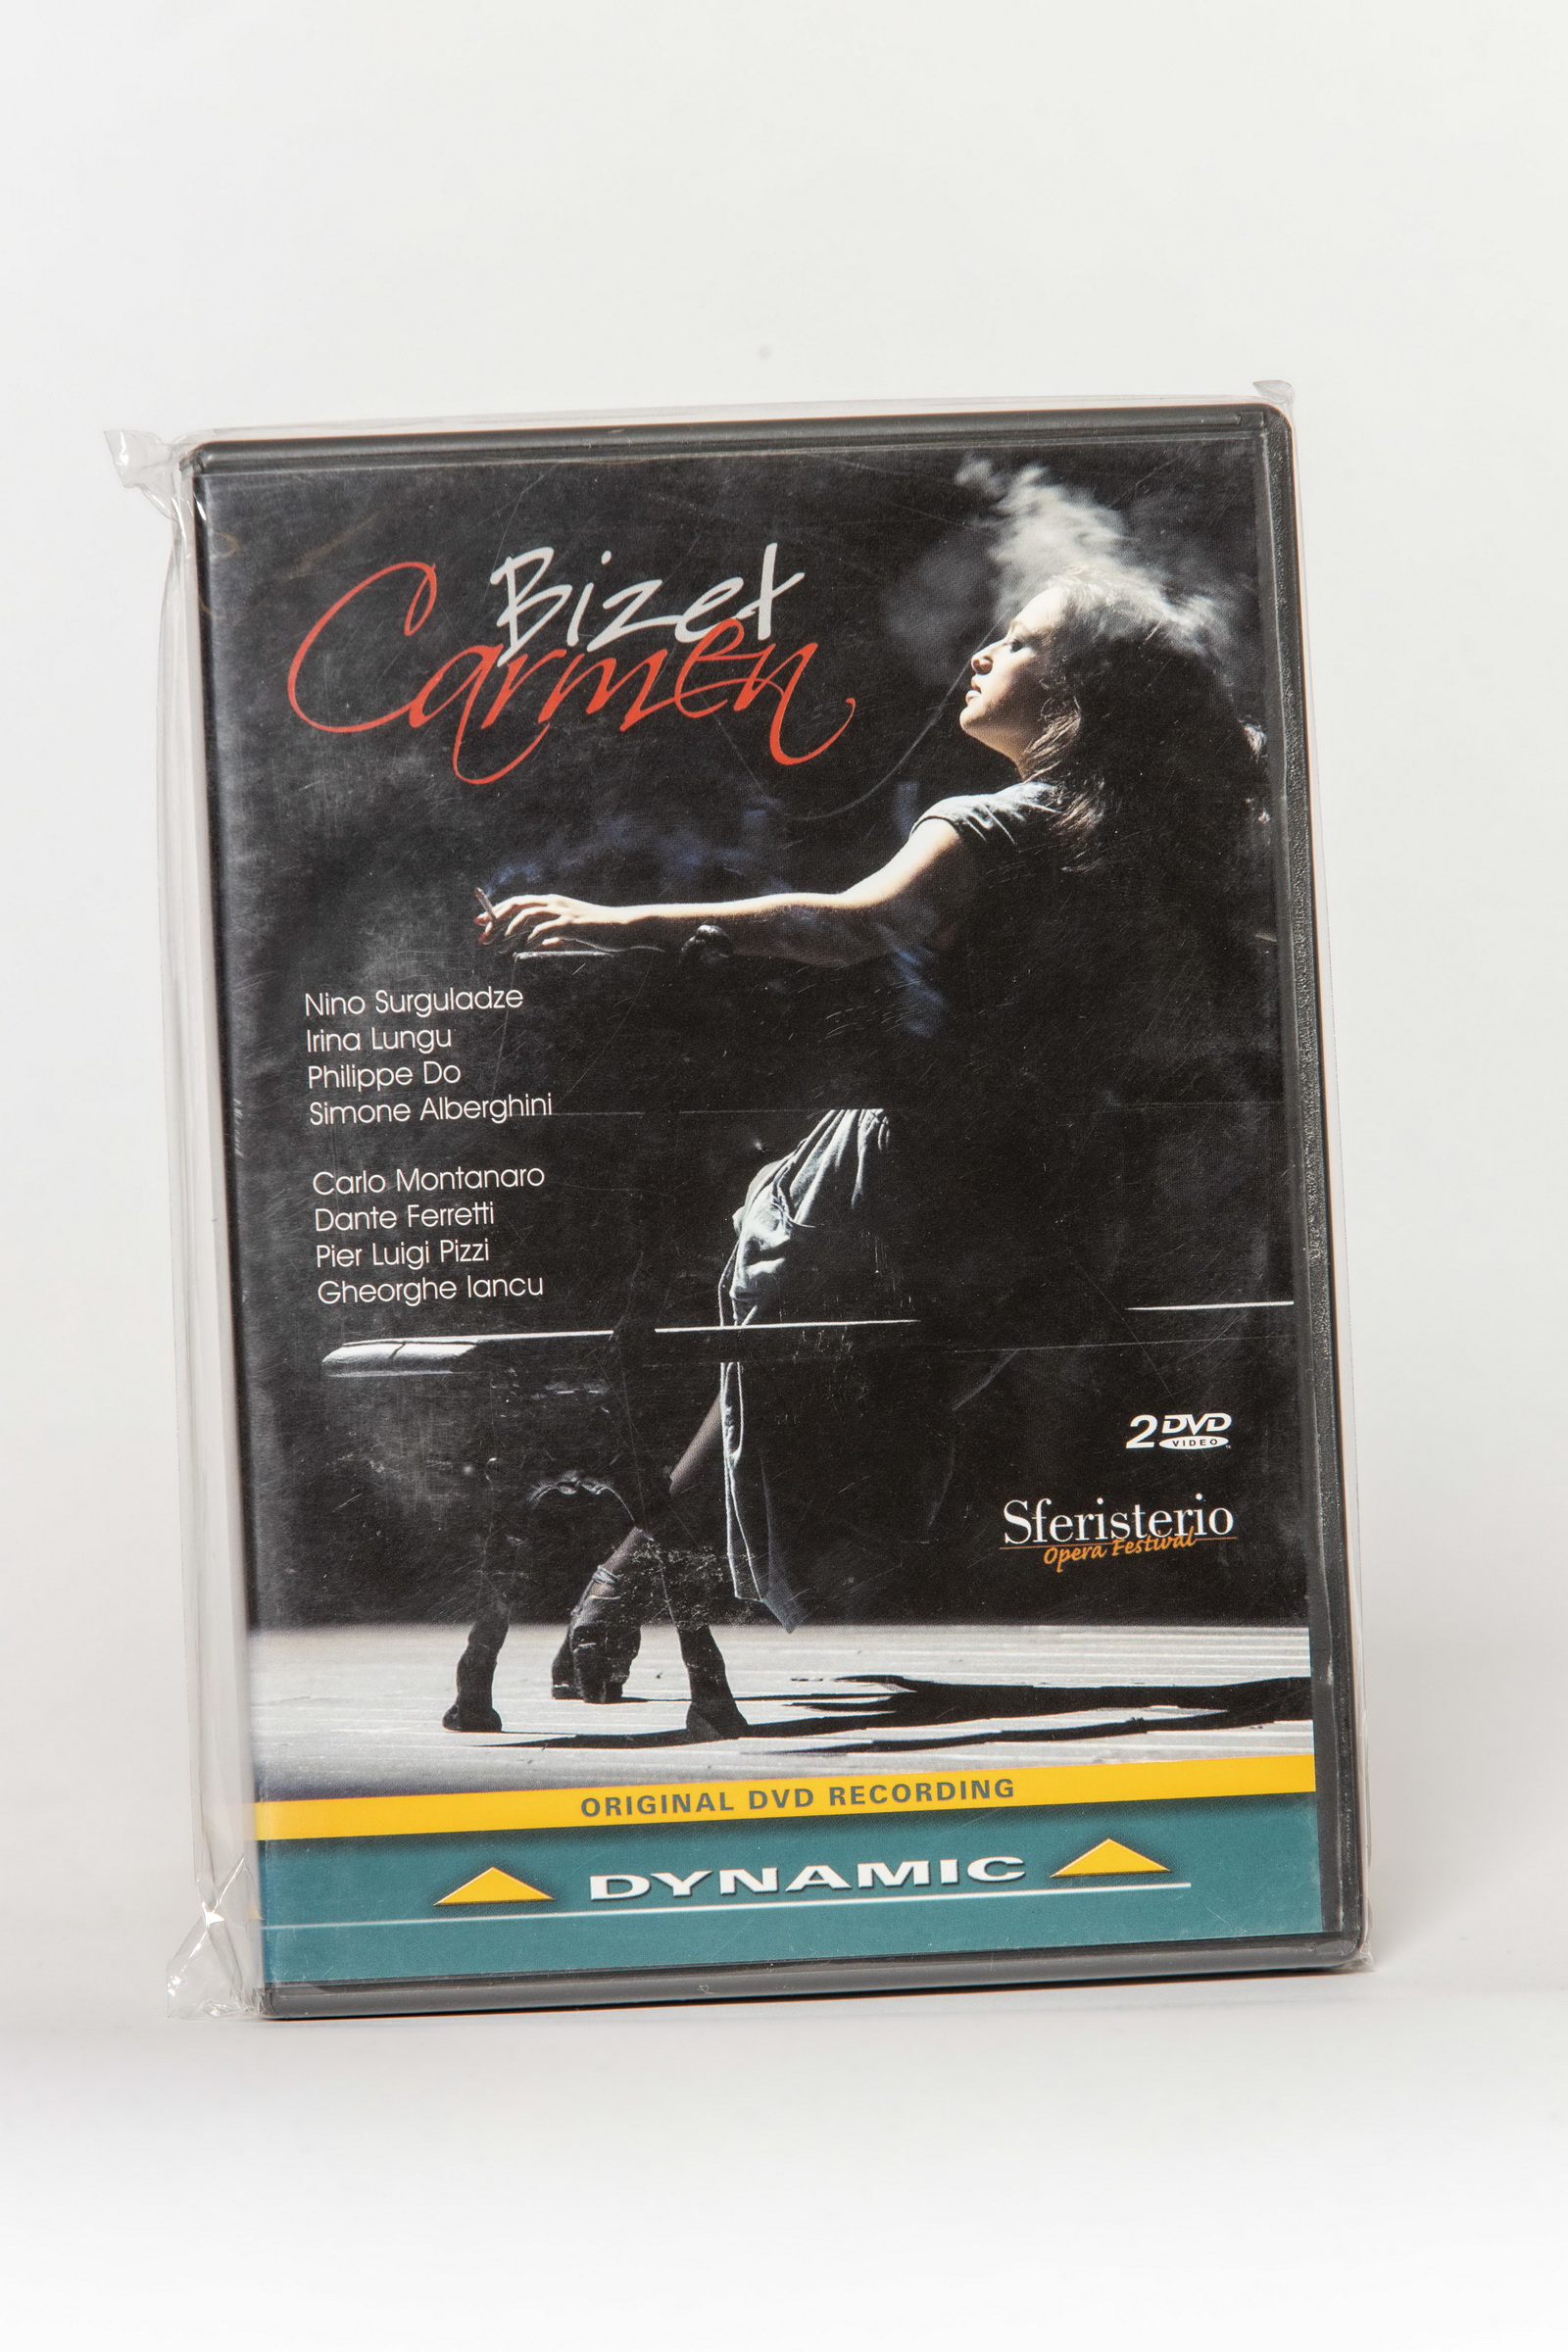 Bizet
Carmen
Nino Surguladze
Irina Lungu
Philippe Do
Simone Alberghini
Carlo Montanaro
Dante Ferretti
Pier Luigi Pizzi
Gheorghe Iancu
2 DVD
VIDEO
Sferisterio
Opera Festival
ORIGINAL DVD RECORDING
DYNAMIC